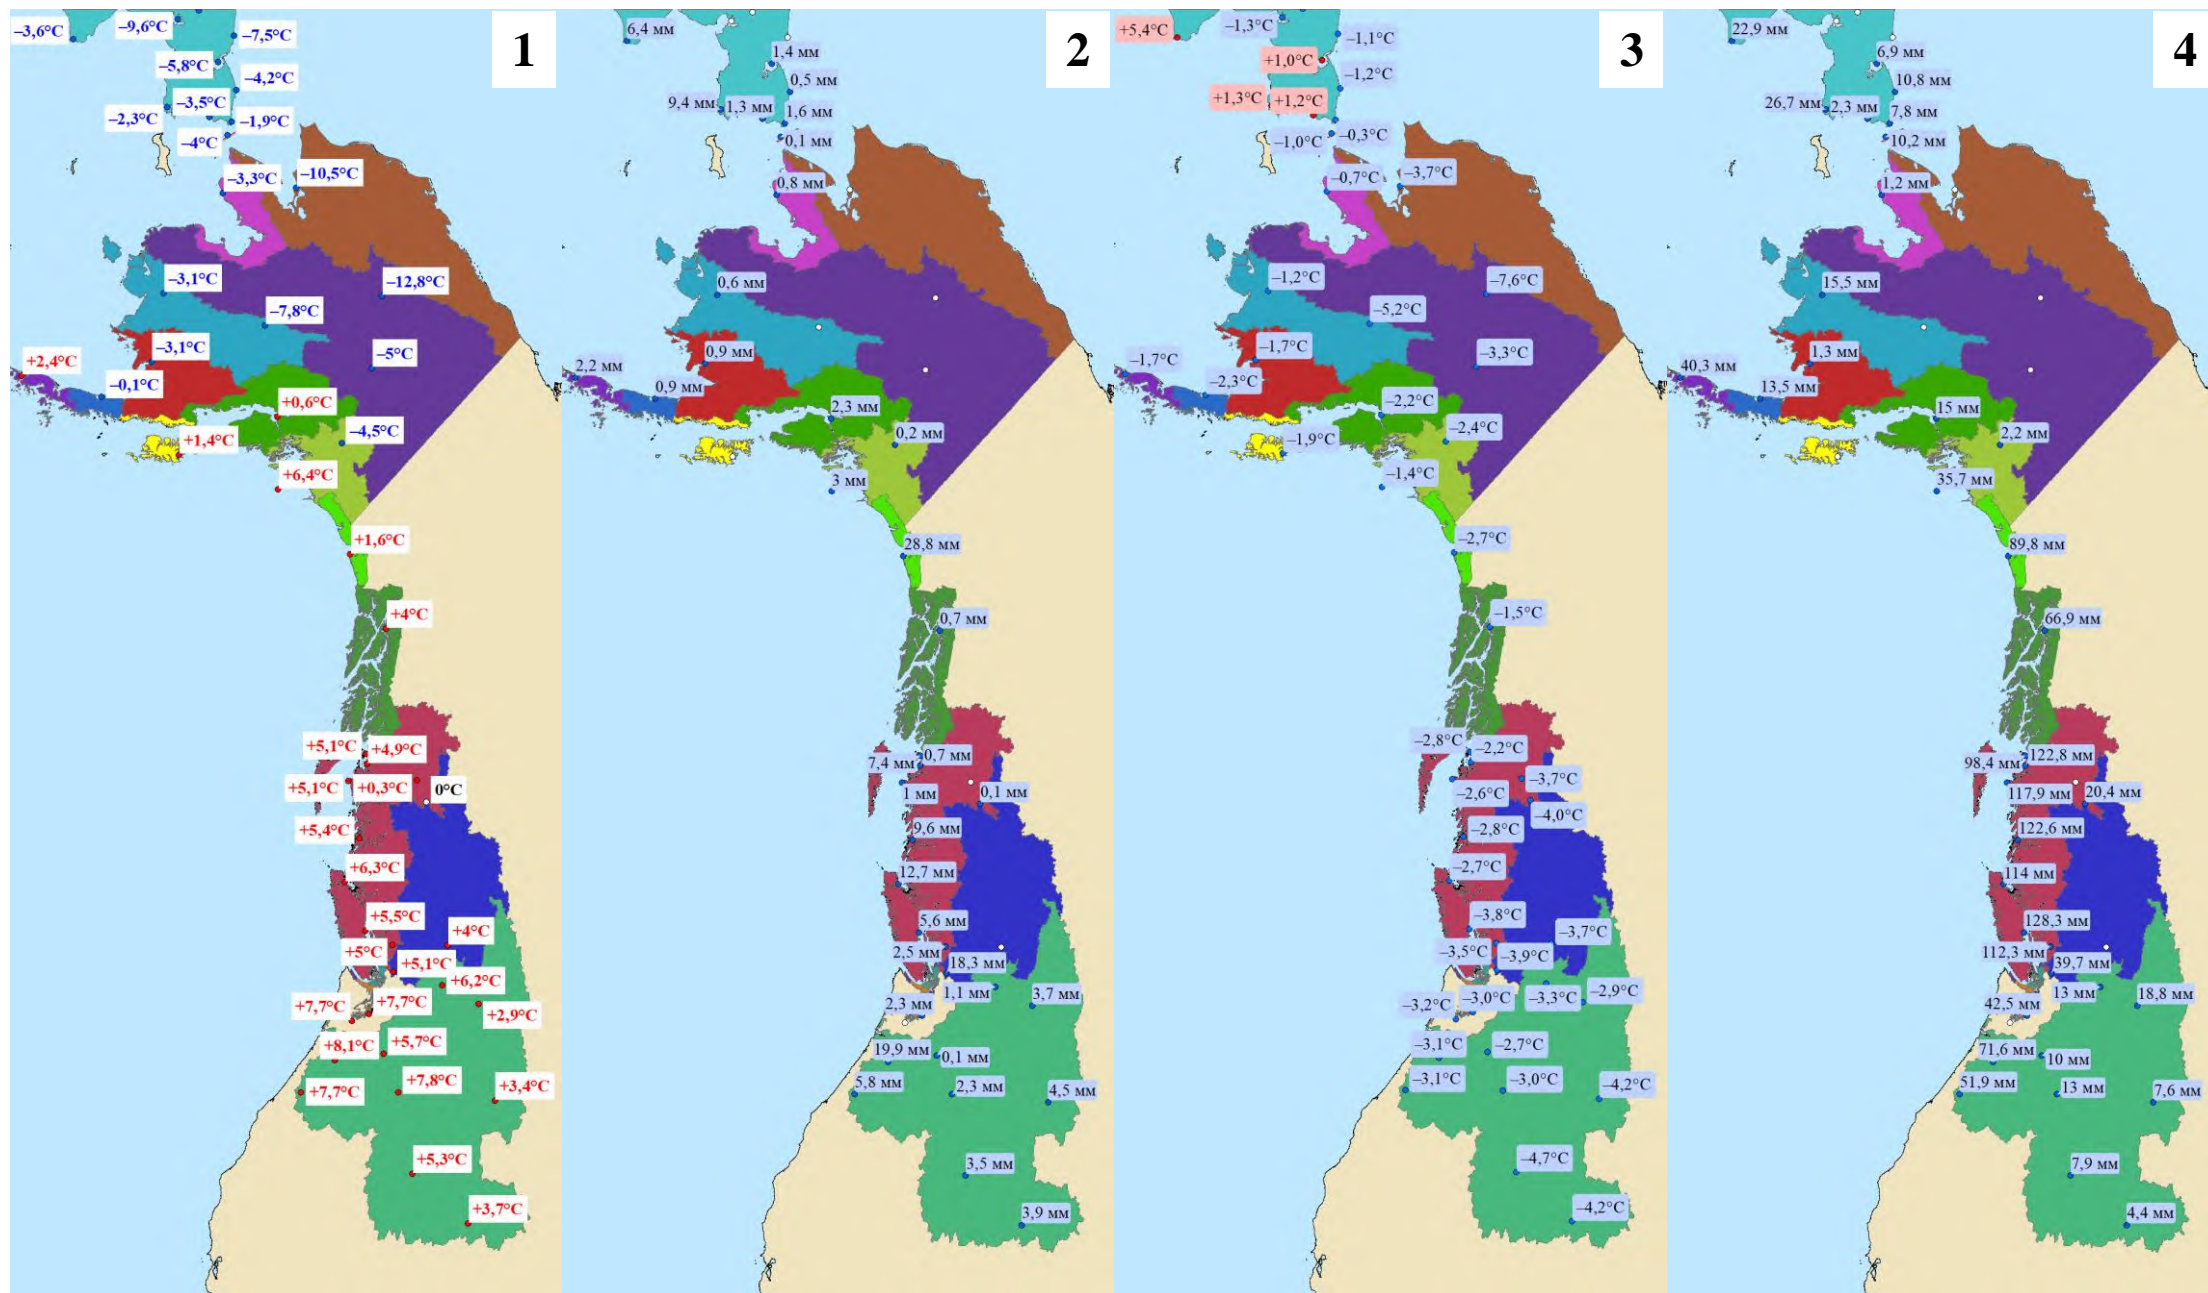 1
–3,6°C
–9,6°C
–7,5°C
–5,8°C
–4,2°C
–3,5°C
–2,3°C
–1,9°C
–4°C
–3,3°C
–10,5°C
–3,1°C
–12,8°C
–7,8°C
–3,1°C
–5°C
+2,4°C
–0,1°C
+0,6°C
–4,5°C
+1,4°C
+6,4°C
+1,6°C
+4°C
+5,1°C
+4,9°C
+5,1°C
+0,3°C
0°C
+5,4°C
+6,3°C
+5,5°C
+4°C
+5°C
+5,1°C
+6,2°C
+7,7°C
+7,7°C
+2,9°C
+8,1°C
+5,7°C
+7,7°C
+7,8°C
+3,4°C
+5,3°C
+3,7°C
2
6,4 мм
1,4 мм
0,5 мм
9,4 мм
1,3 мм
1,6 мм
0,1 мм
0,8 мм
0,6 мм
0,9 мм
2,2 мм
0,9 мм
2,3 мм
0,2 мм
3 мм
28,8 мм
0,7 мм
0,7 мм
7,4 мм
1 мм
0,1 мм
9,6 мм
12,7 мм
5,6 мм
2,5 мм
18,3 мм
1,1 мм
2,3 мм
3,7 мм
19,9 мм
0,1 мм
5,8 мм
2,3 мм
4,5 мм
3,5 мм
3,9 мм
3
+5,4°C
–1,3°C
–1,1°C
+1,0°C
–1,2°C
+1,3°C
+1,2°C
–0,3°C
–1,0°C
–0,7°C
–3,7°C
–1,2°C
–7,6°C
–5,2°C
–1,7°C
–3,3°C
–1,7°C
–2,3°C
–2,2°C
–2,4°C
–1,9°C
–1,4°C
–2,7°C
–1,5°C
–2,8°C
–2,2°C
–3,7°C
–2,6°C
–4,0°C
–2,8°C
–2,7°C
–3,8°C
–3,7°C
–3,5°C
–3,9°C
–3,3°C
–2,9°C
–3,2°C
–3,0°C
–3,1°C
–2,7°C
–3,1°C
–3,0°C
–4,2°C
–4,7°C
–4,2°C
4
22,9 мм
6,9 мм
10,8 мм
26,7 мм
2,3 мм
7,8 мм
10,2 мм
1,2 мм
15,5 мм
1,3 мм
40,3 мм
13,5 мм
15 мм
2,2 мм
35,7 мм
89,8 мм
66,9 мм
122,8 мм
98,4 мм
117,9 мм
20,4 мм
122,6 мм
114 мм
128,3 мм
112,3 мм
39,7 мм
13 мм
18,8 мм
42,5 мм
71,6 мм
10 мм
51,9 мм
13 мм
7,6 мм
7,9 мм
4,4 мм